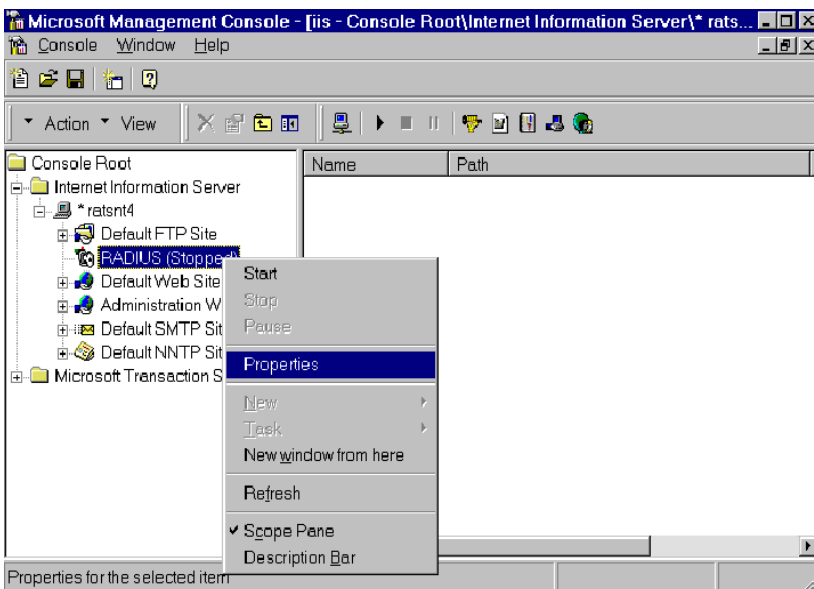 Microsoft Management Console - [iis - Console Root\Internet Information Server\* rats...
Console Window Help
Action View
Console Root
Internet Information Server
* ratsnt4
Default FTP Site
RADIUS (Stopped)
Default Web Site
Administration W
Default SMTP Sit
Default NNTP Sit
Microsoft Transaction S
Name Path
Start
Stop
Pause
Properties
New
Task
New window from here
Refresh
Scope Pane
Description Bar
Properties for the selected item